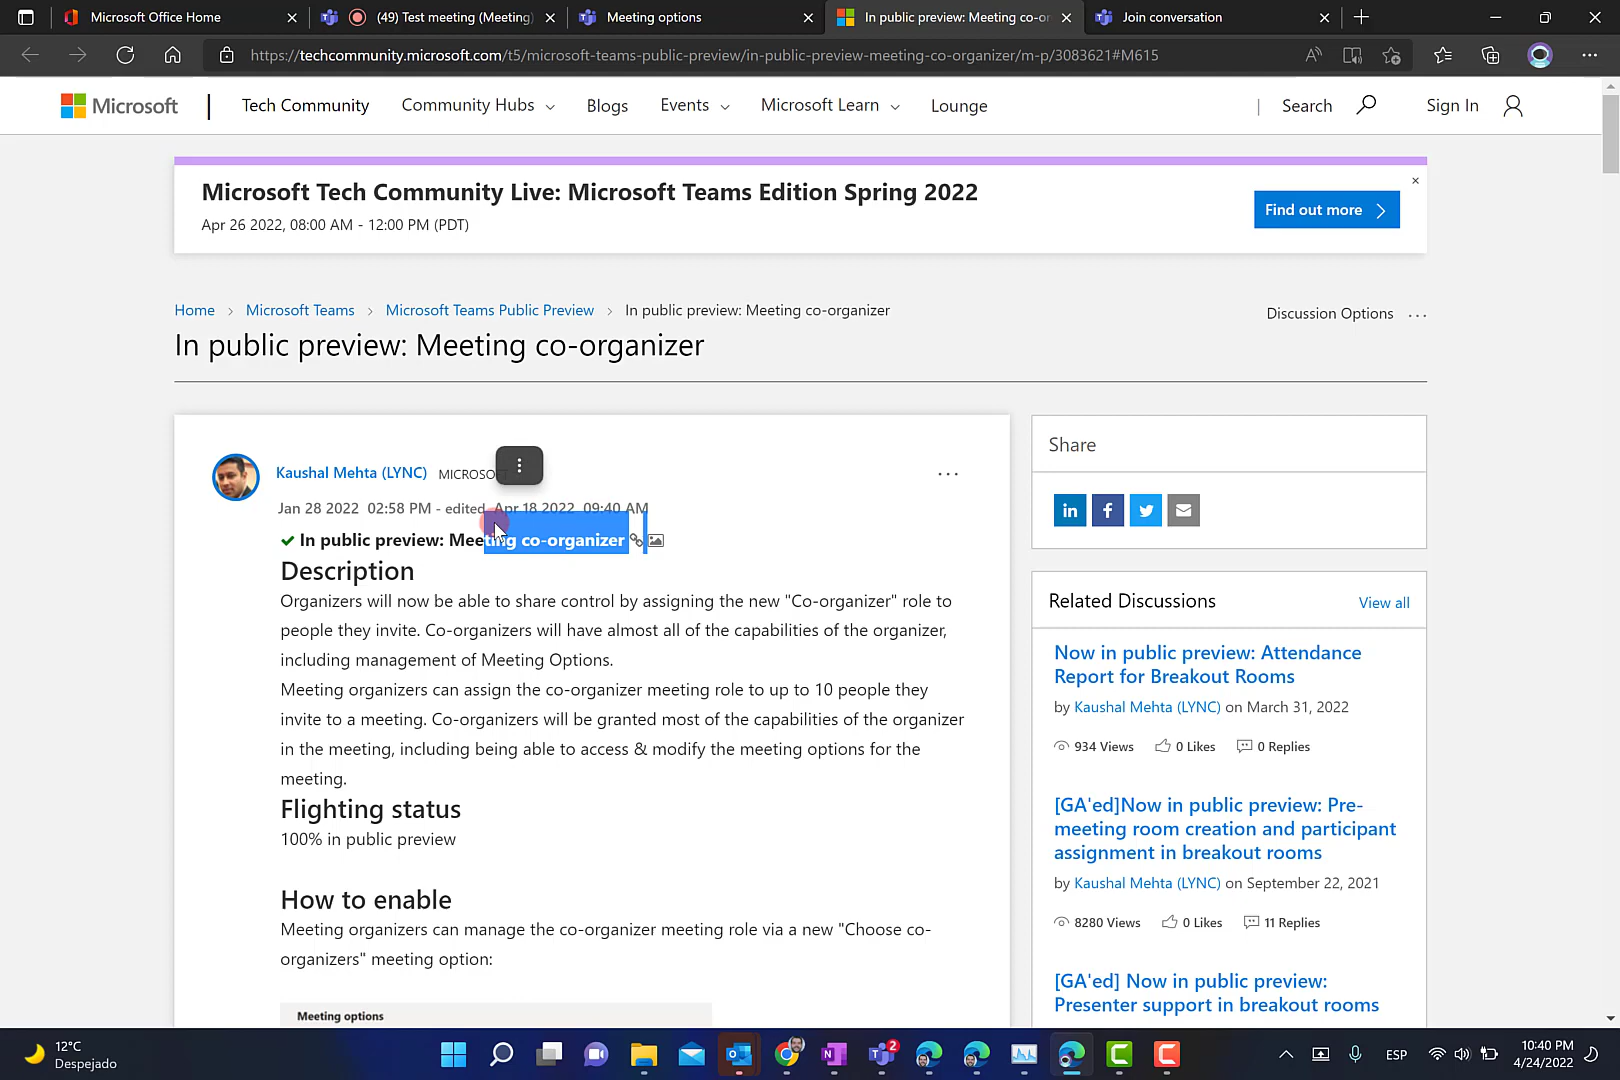 Microsoft Office Home
(49) Test meeting (Meeting)
Meeting options
In public preview: Meeting co-or
Join conversation
https://techcommunity.microsoft.com/t5/microsoft-teams-public-preview/in-public-preview-meeting-co-organizer/m-p/3083621#M615
Microsoft
Tech Community
Community Hubs
Blogs
Events
Microsoft Learn
Lounge
Search
Sign In
Microsoft Tech Community Live: Microsoft Teams Edition Spring 2022
Apr 26 2022, 08:00 AM - 12:00 PM (PDT)
Find out more
Home > Microsoft Teams > Microsoft Teams Public Preview > In public preview: Meeting co-organizer
Discussion Options
In public preview: Meeting co-organizer
Kaushal Mehta (LYNC) MICROSO
Jan 28 2022 02:58 PM - edited Apr 18 2022 09:40 AM
In public preview: Meeting co-organizer
Description
Organizers will now be able to share control by assigning the new "Co-organizer" role to
people they invite. Co-organizers will have almost all of the capabilities of the organizer,
including management of Meeting Options.
Meeting organizers can assign the co-organizer meeting role to up to 10 people they
invite to a meeting. Co-organizers will be granted most of the capabilities of the organizer
in the meeting, including being able to access & modify the meeting options for the
meeting.
Flighting status
100% in public preview
How to enable
Meeting organizers can manage the co-organizer meeting role via a new "Choose co-
organizers" meeting option:
Meeting options
Share
Related Discussions
View all
Now in public preview: Attendance
Report for Breakout Rooms
by Kaushal Mehta (LYNC) on March 31, 2022
934 Views 0 Likes 0 Replies
[GA'ed]Now in public preview: Pre-
meeting room creation and participant
assignment in breakout rooms
by Kaushal Mehta (LYNC) on September 22, 2021
8280 Views 0 Likes 11 Replies
[GA'ed] Now in public preview:
Presenter support in breakout rooms
12°C
Despejado
2
ESP
10:40 PM
4/24/2022